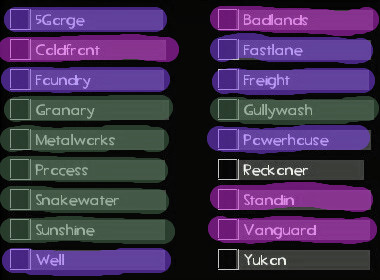 5Gorge
Coldfront
Foundry
Granary
Metalworks
Process
Snakewater
Sunshine
Well
Badlands
Fastlane
Freight
Gullywash
Powerhouse
Reckoner
Standin
Vanguard
Yukon